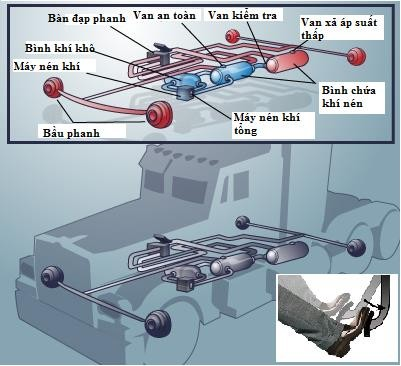 Bàn đạp phanh
Van an toàn
Van kiểm tra
Van xả áp suất
thấp
Bình khí khô
Máy nén khí
Bầu phanh
Máy nén khí
tổng
Bình chứa
khí nén